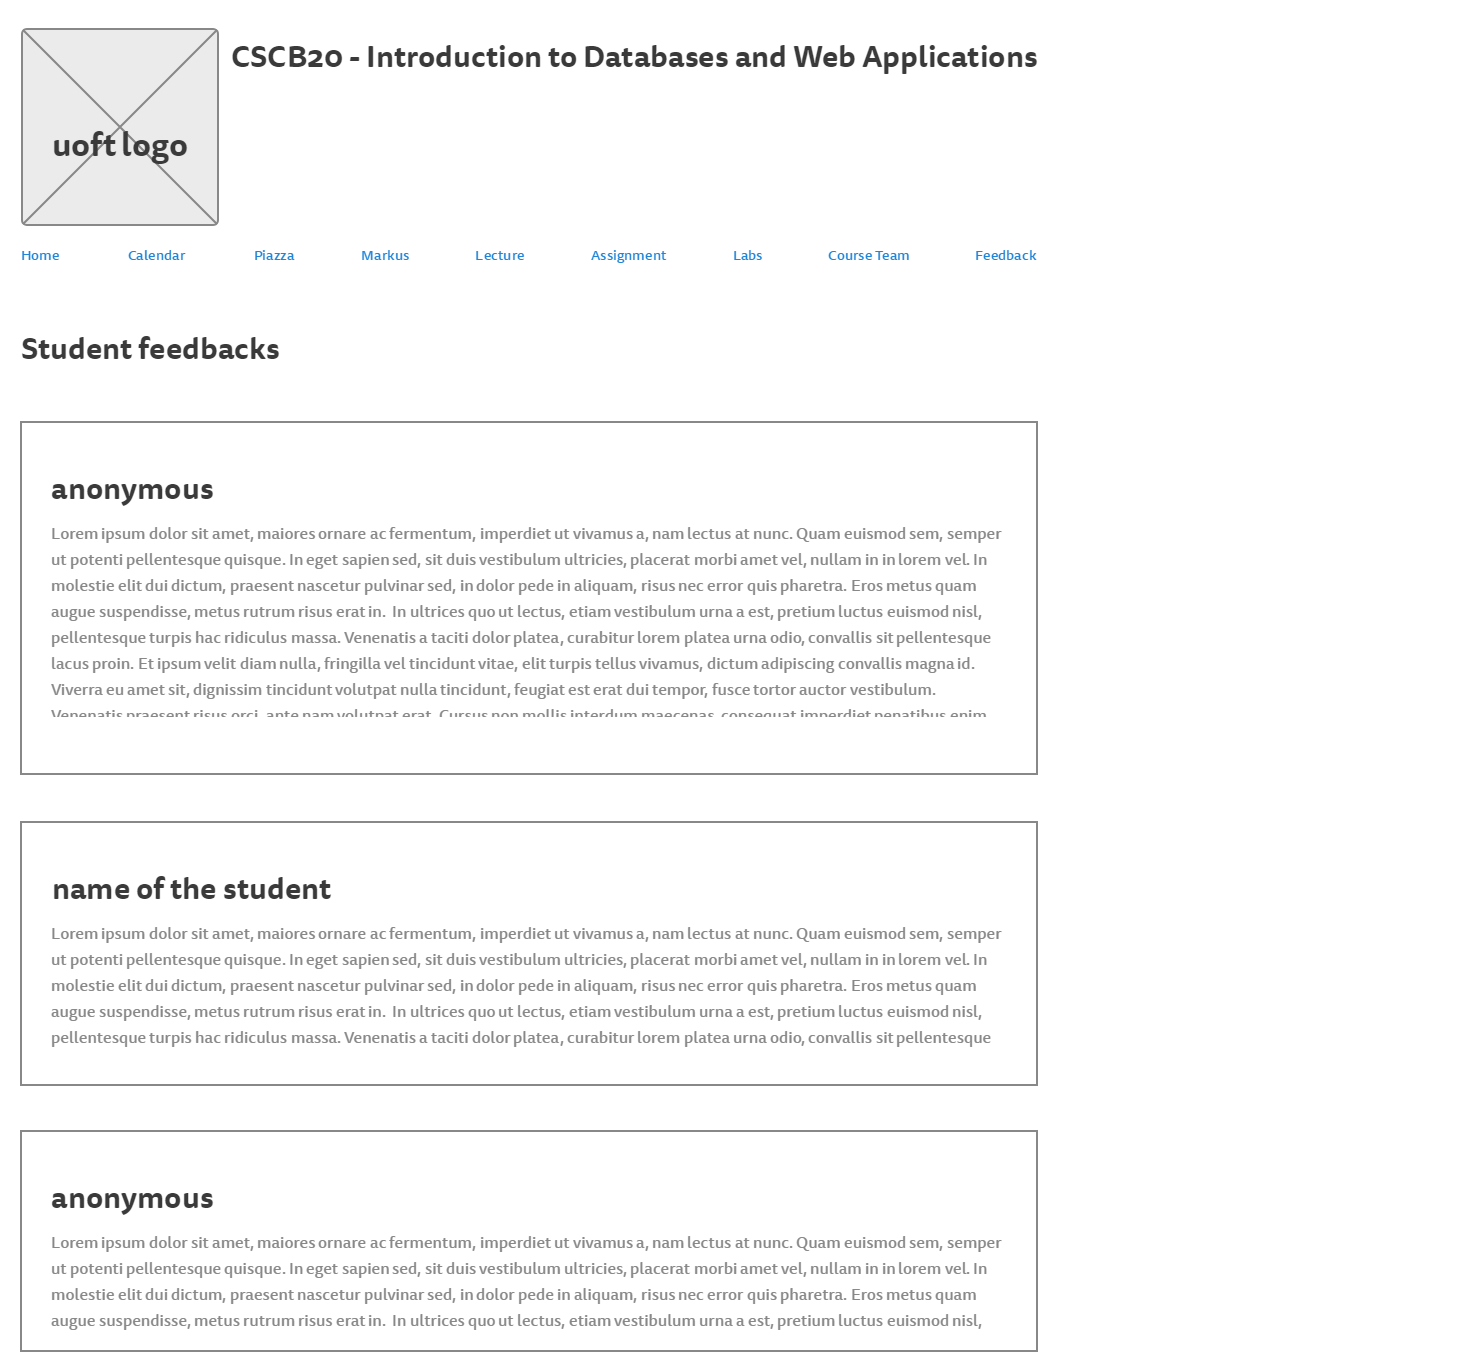 CSCB20 - Introduction to Databases and Web Applications
uoft logo
Home Calendar Piazza Markus Lecture Assignment Labs Course Team Feedback
Student feedbacks
anonymous
Lorem ipsum dolor sit amet, maiores ornare ac fermentum, imperdiet ut vivamus a, nam lectus at nunc. Quam euismod sem, semper
ut potenti pellentesque quisque. In eget sapien sed, sit duis vestibulum ultricies, placerat morbi amet vel, nullam in in lorem vel. In
molestie elit dui dictum, praesent nascetur pulvinar sed, in dolor pede in aliquam, risus nec error quis pharetra. Eros metus quam
augue suspendisse, metus rutrum risus erat in. In ultrices quo ut lectus, etiam vestibulum urna a est, pretium luctus euismod nisl,
pellentesque turpis hac ridiculus massa. Venenatis a taciti dolor platea, curabitur lorem platea urna odio, convallis sit pellentesque
lacus proin. Et ipsum velit diam nulla, fringilla vel tincidunt vitae, elit turpis tellus vivamus, dictum adipiscing convallis magna id.
Viverra eu amet sit, dignissim tincidunt volutpat nulla tincidunt, feugiat est erat dui tempor, fusce tortor auctor vestibulum.
Venenatis praesent risus orci, ante nam volutpat erat. Cursus non mollis interdum maecenas, consequat imperdiet penatibus enim
name of the student
Lorem ipsum dolor sit amet, maiores ornare ac fermentum, imperdiet ut vivamus a, nam lectus at nunc. Quam euismod sem, semper
ut potenti pellentesque quisque. In eget sapien sed, sit duis vestibulum ultricies, placerat morbi amet vel, nullam in in lorem vel. In
molestie elit dui dictum, praesent nascetur pulvinar sed, in dolor pede in aliquam, risus nec error quis pharetra. Eros metus quam
augue suspendisse, metus rutrum risus erat in. In ultrices quo ut lectus, etiam vestibulum urna a est, pretium luctus euismod nisl,
pellentesque turpis hac ridiculus massa. Venenatis a taciti dolor platea, curabitur lorem platea urna odio, convallis sit pellentesque
anonymous
Lorem ipsum dolor sit amet, maiores ornare ac fermentum, imperdiet ut vivamus a, nam lectus at nunc. Quam euismod sem, semper
ut potenti pellentesque quisque. In eget sapien sed, sit duis vestibulum ultricies, placerat morbi amet vel, nullam in in lorem vel. In
molestie elit dui dictum, praesent nascetur pulvinar sed, in dolor pede in aliquam, risus nec error quis pharetra. Eros metus quam
augue suspendisse, metus rutrum risus erat in. In ultrices quo ut lectus, etiam vestibulum urna a est, pretium luctus euismod nisl,